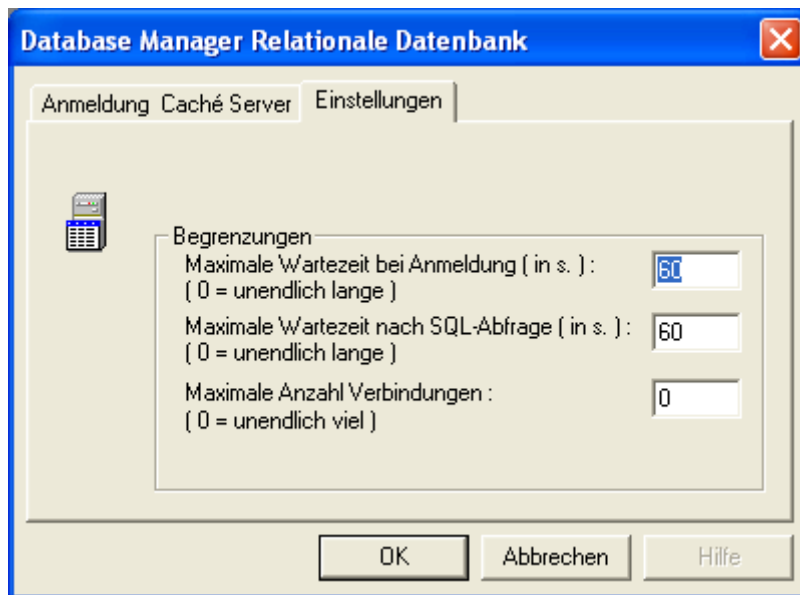 Database Manager Relationale Datenbank
Anmeldung Caché Server Einstellungen
Begrenzungen
Maximale Wartezeit bei Anmeldung ( in s. ) : 60
( 0 = unendlich lange )
Maximale Wartezeit nach SQL-Abfrage ( in s. ) : 60
( 0 = unendlich lange )
Maximale Anzahl Verbindungen : 0
( 0 = unendlich viel )
OK Abbrechen Hilfe